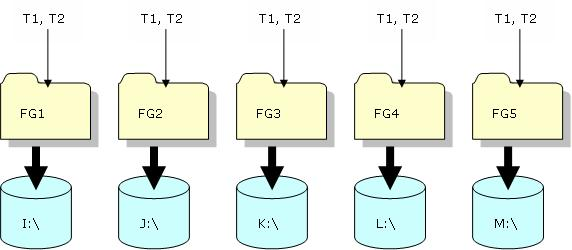 T1, T2 T1, T2 T1, T2 T1, T2 T1, T2
FG1 FG2 FG3 FG4 FG5
I:\ J:\ K:\ L:\ M:\